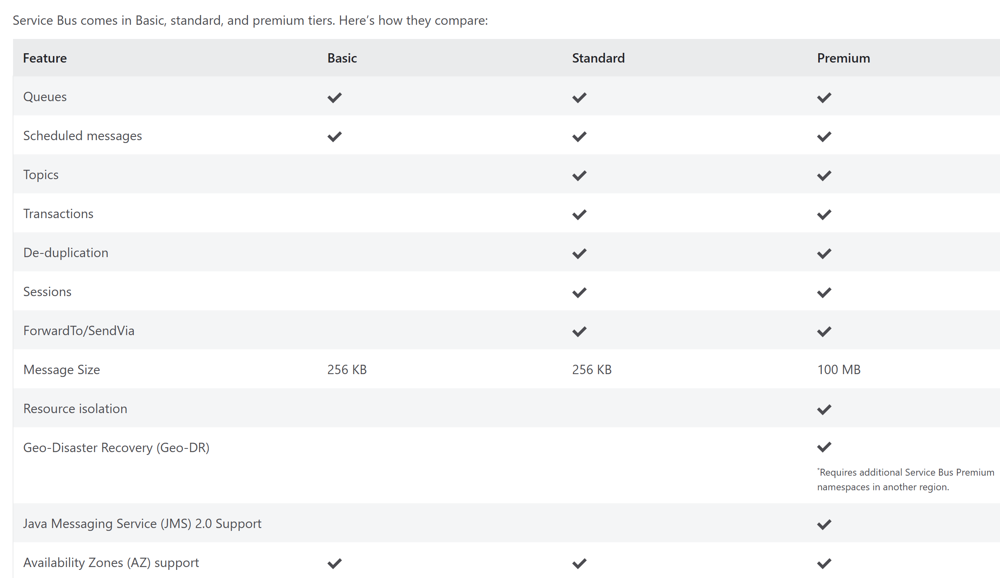 Service Bus comes in Basic, standard, and premium tiers. Here’s how they compare:
Feature Basic Standard Premium
Queues ✔ ✔ ✔
Scheduled messages ✔ ✔ ✔
Topics ✔ ✔
Transactions ✔ ✔
De-duplication ✔ ✔
Sessions ✔ ✔
ForwardTo/SendVia ✔ ✔
Message Size 256 KB 256 KB 100 MB
Resource isolation ✔
Geo-Disaster Recovery (Geo-DR) ✔
*Requires additional Service Bus Premium
namespaces in another region.
Java Messaging Service (JMS) 2.0 Support ✔
Availability Zones (AZ) support ✔ ✔ ✔